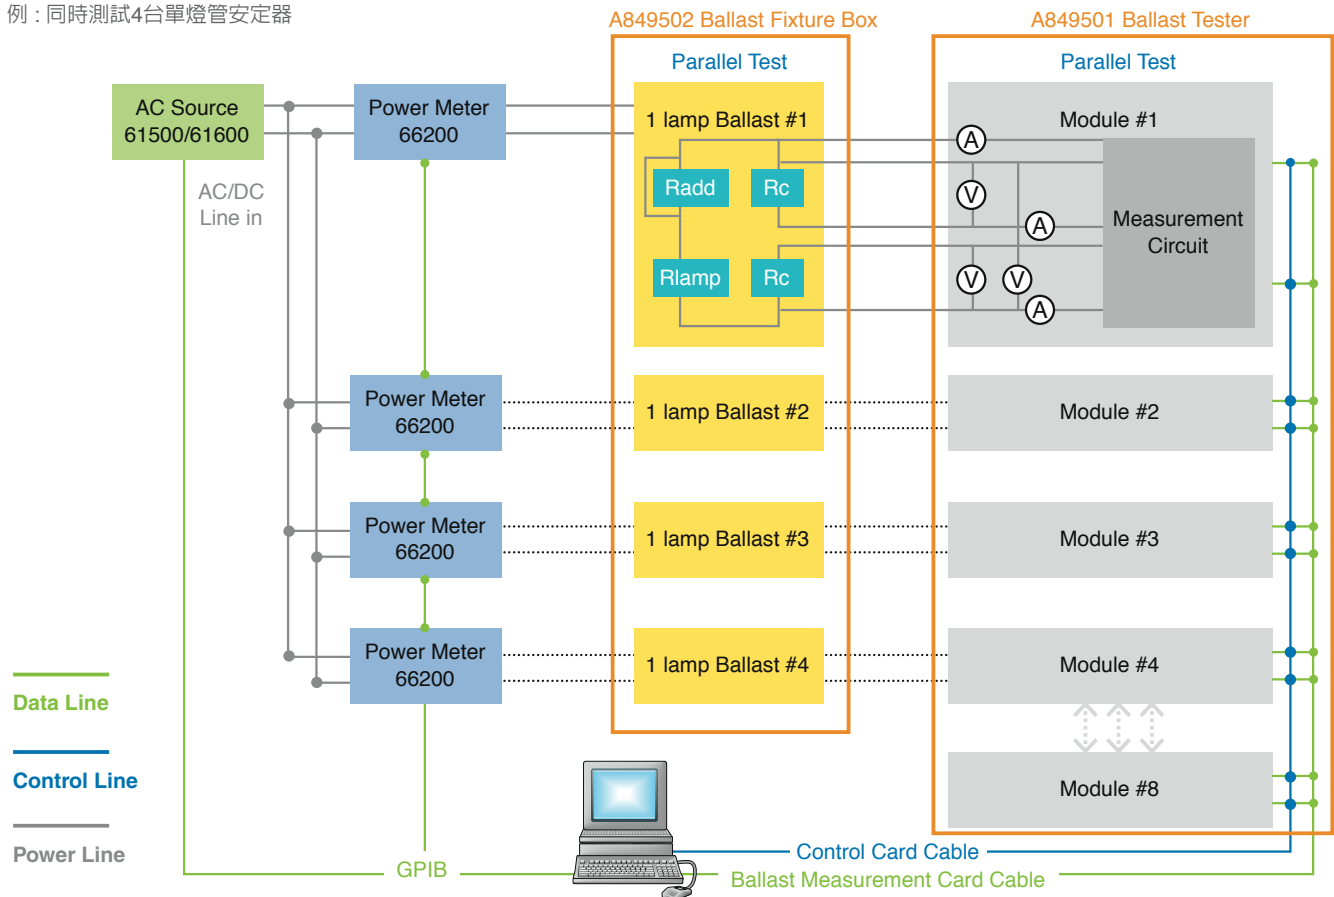 例 : 同時測試4台單燈管安定器
A849502 Ballast Fixture Box
A849501 Ballast Tester
Parallel Test
Parallel Test
AC Source
61500/61600
Power Meter
66200
1 lamp Ballast #1
Module #1
AC/DC
Line in
Radd
Rc
Rlamp
Rc
A
V
A
V
V
A
Measurement
Circuit
Power Meter
66200
1 lamp Ballast #2
Module #2
Power Meter
66200
1 lamp Ballast #3
Module #3
Power Meter
66200
1 lamp Ballast #4
Module #4
Module #8
Data Line
Control Line
Power Line
GPIB
Control Card Cable
Ballast Measurement Card Cable